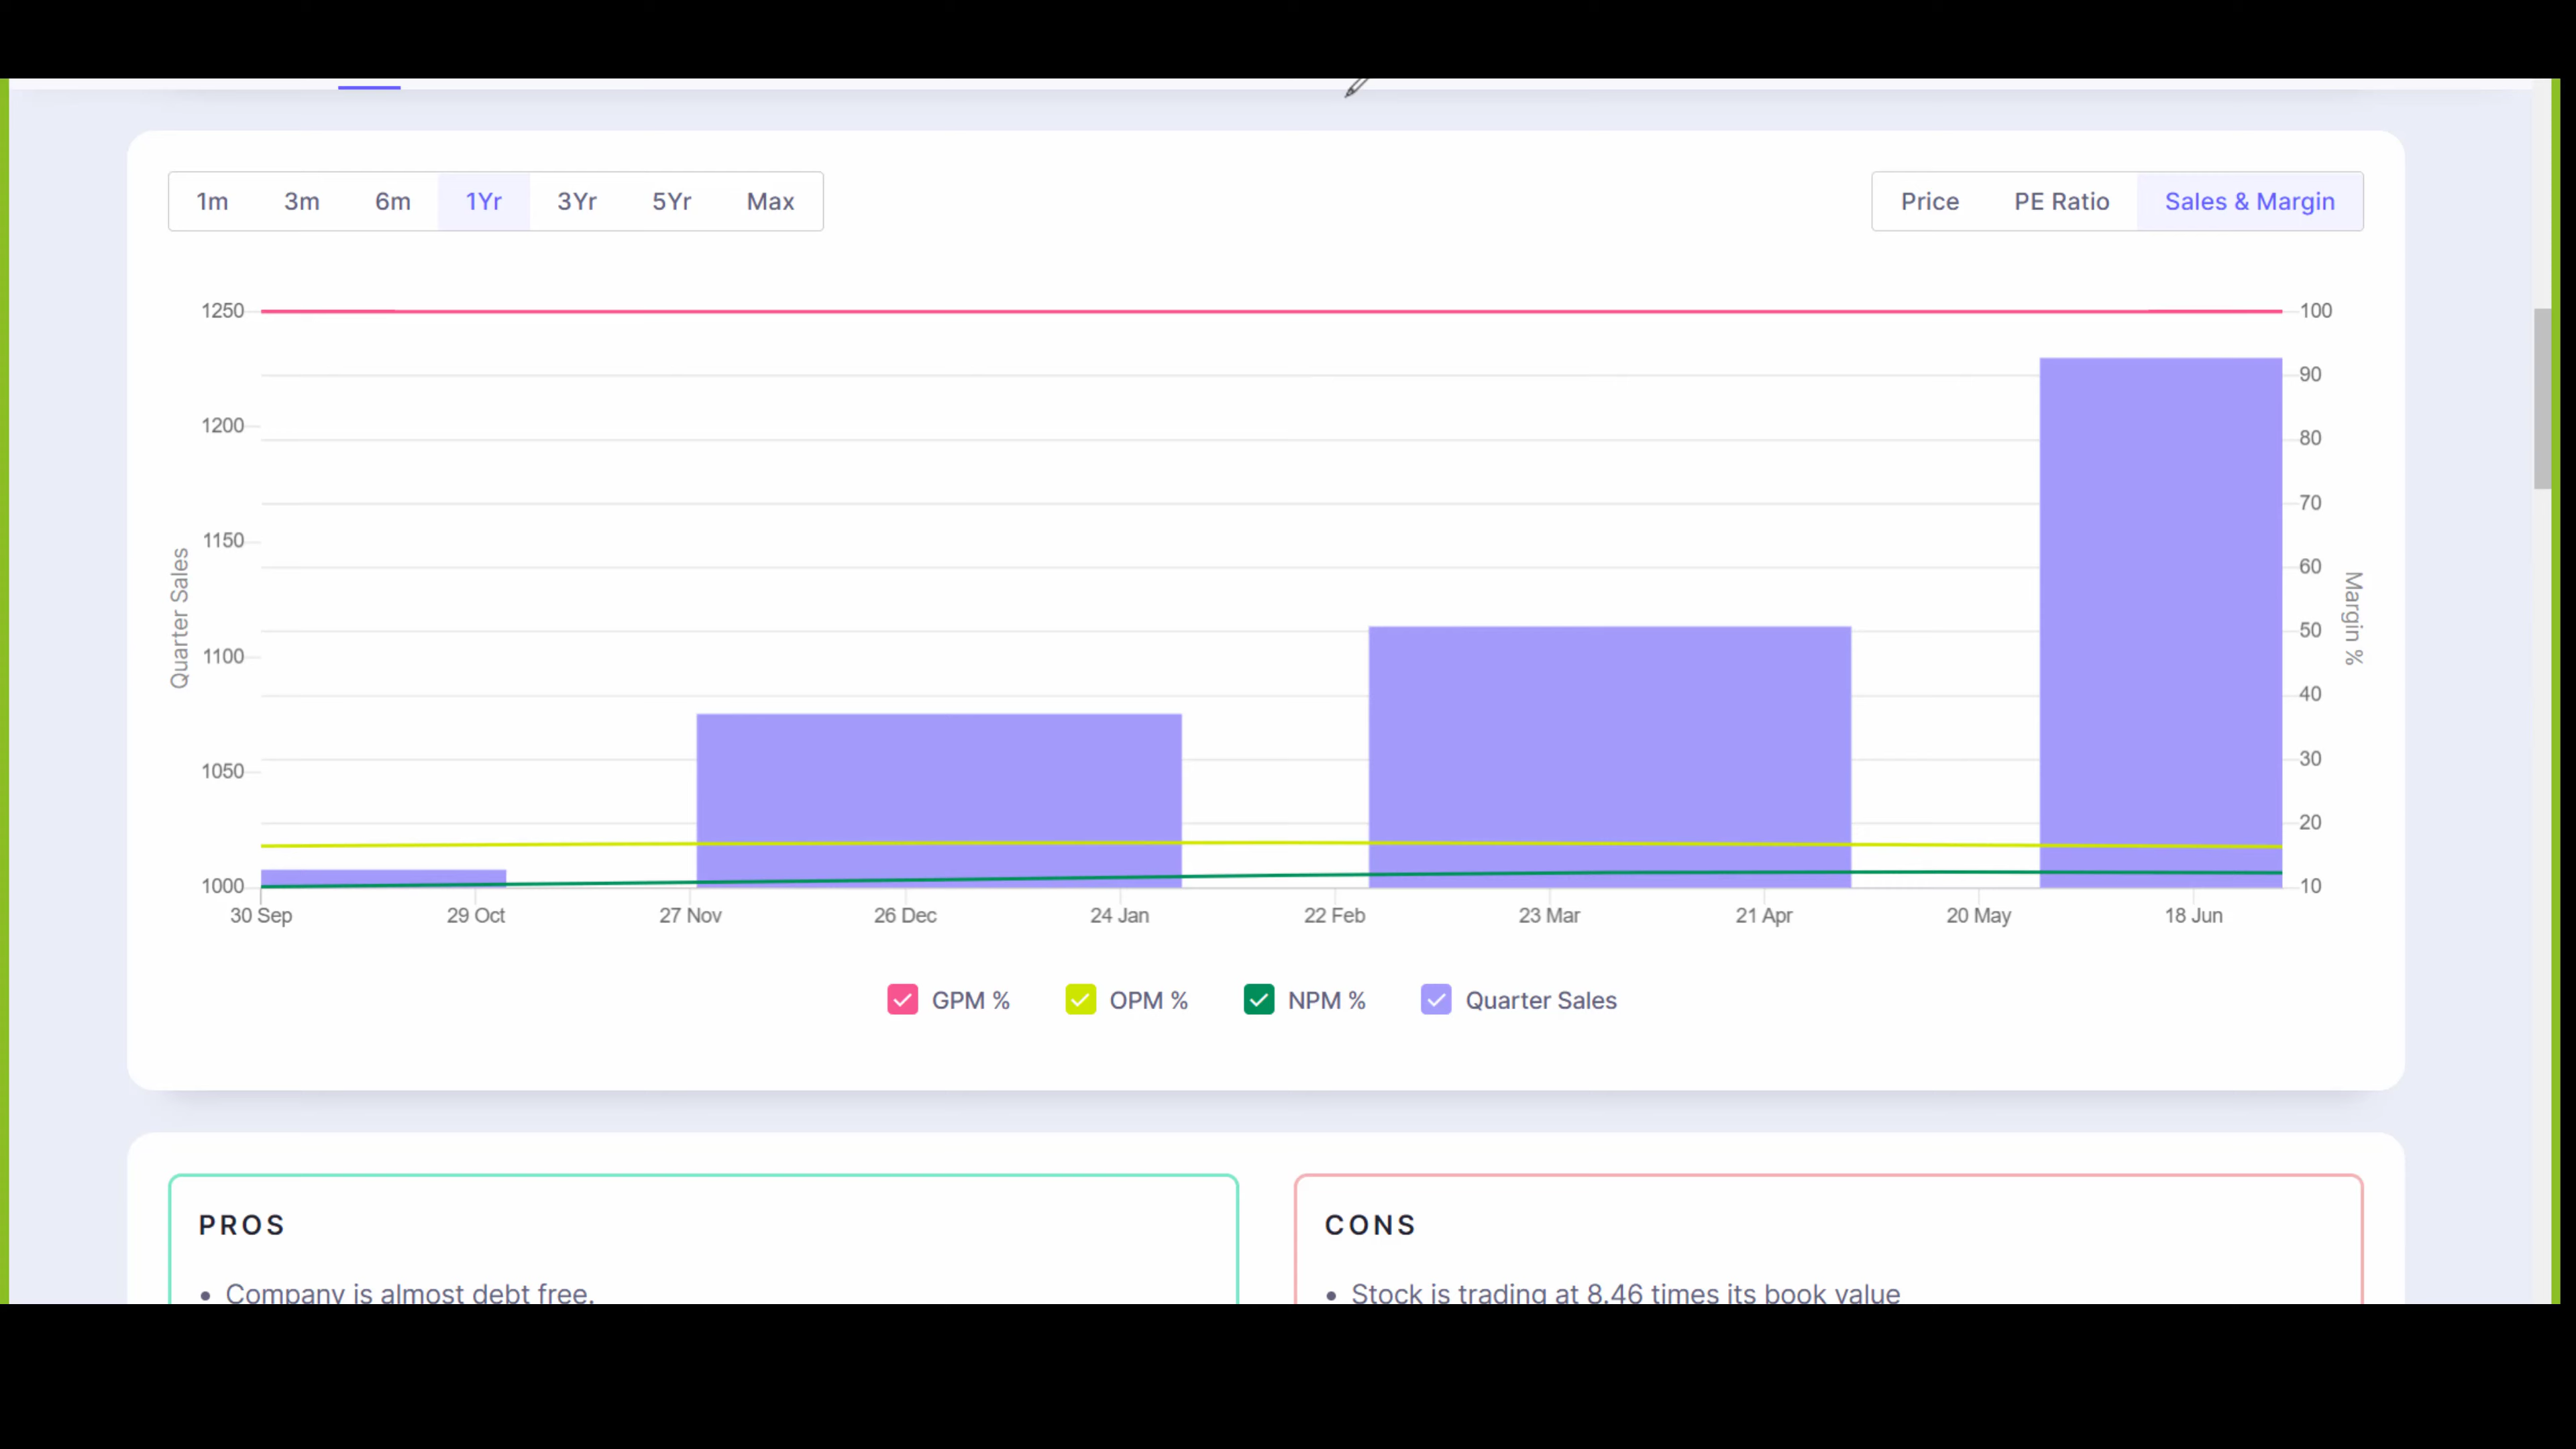 1m 3m 6m 1Yr 3Yr 5Yr Max
Price PE Ratio Sales & Margin
1250
1200
1150
1100
1050
1000
Quarter Sales
100
90
80
70
60
50
40
30
20
10
Margin %
30 Sep 29 Oct 27 Nov 26 Dec 24 Jan 22 Feb 23 Mar 21 Apr 20 May 18 Jun
GPM % OPM % NPM % Quarter Sales
PROS
• Company is almost debt free.
CONS
• Stock is trading at 8.46 times its book value